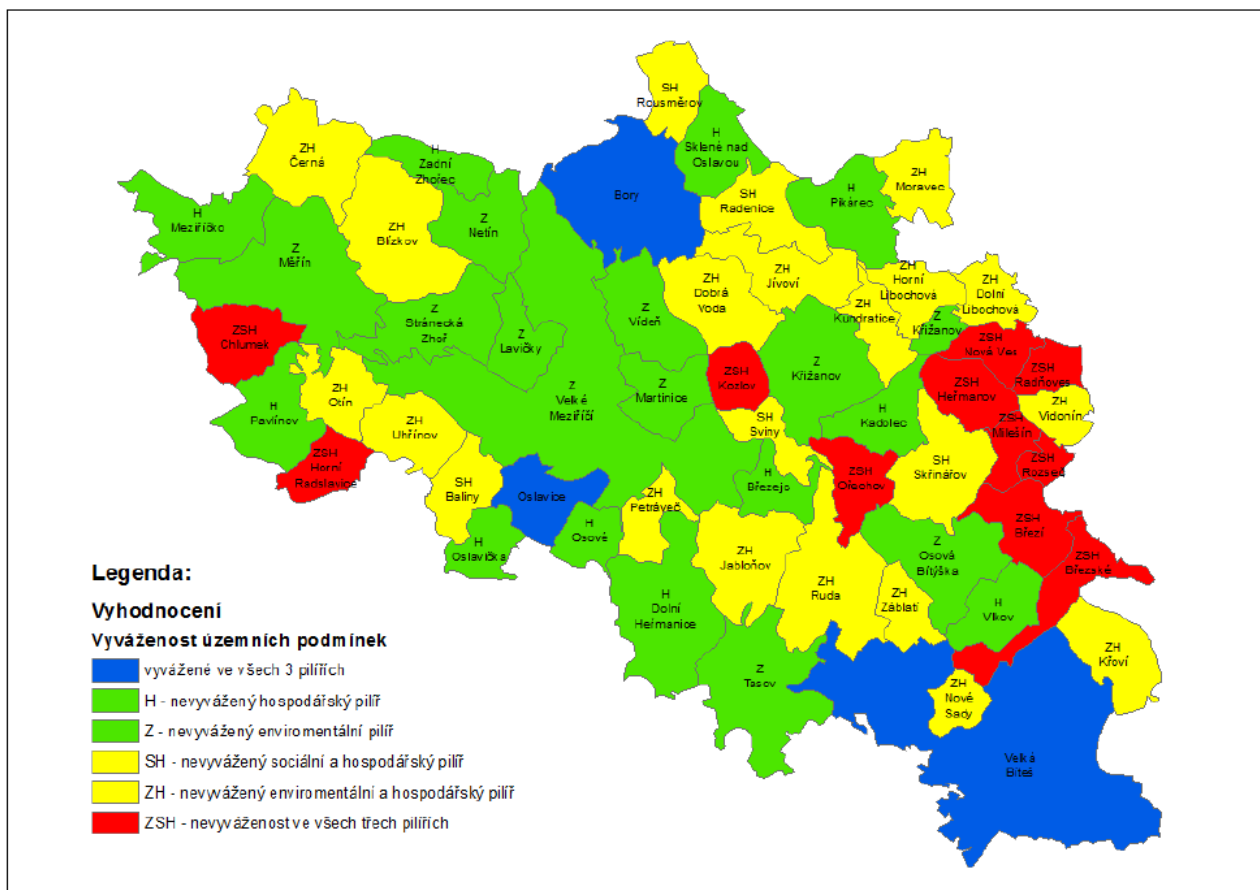 SH
Rousměrov
H
Sklené nad
Oslavou
ZH
Černá
H
Zadní
Zhořec
ZH
Moravec
Bory
SH
Radenice
H
Pikárec
H
Meziříčko
Z
Netín
ZH
Blízkov
Z
Měřín
ZH
Dobrá
Voda
ZH
Jívoví
ZH
Horní
Libochová
ZH
Dolní
Libochová
ZH
Kundratice
Z
Vídeň
Z
Křižanov
ZSH
Chlumek
Z
Stránecká
Zhoř
Z
Lavičky
ZSH
Nová Ves
ZSH
Radňoves
ZSH
Kozlov
Z
Křižanov
Z
Martinice
ZSH
Heřmanov
ZH
Vidonín
ZH
Otín
H
Pavlínov
Z
Velké
Meziříčí
H
Kadolec
ZSH
Milešín
ZH
Uhřínov
SH
Sviny
ZSH
Horní
Radslavice
SH
Skřinářov
ZSH
Rozseč
SH
Baliny
Oslavice
H
Březejc
ZSH
Ořechov
ZH
Petráveč
ZSH
Březí
H
Oslavička
H
Osové
ZH
Jabloňov
Z
Osová
Bítýška
ZSH
Březské
ZH
Ruda
ZH
Záblatí
H
Vlkov
H
Dolní
Heřmanice
ZH
Křoví
Z
Tasov
ZH
Nové
Sady
Velká
Bíteš
Legenda:
Vyhodnocení
Vyváženost územních podmínek
vyvážené ve všech 3 pilířích
H - nevyvážený hospodářský pilíř
Z - nevyvážený enviromentální pilíř
SH - nevyvážený sociální a hospodářský pilíř
ZH - nevyvážený enviromentální a hospodářský pilíř
ZSH - nevyváženost ve všech třech pilířích